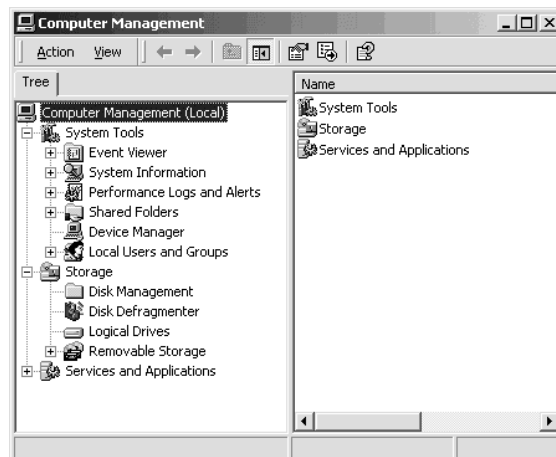 Computer Management
Action View
Tree
Computer Management (Local)
System Tools
Event Viewer
System Information
Performance Logs and Alerts
Shared Folders
Device Manager
Local Users and Groups
Storage
Disk Management
Disk Defragmenter
Logical Drives
Removable Storage
Services and Applications
Name
System Tools
Storage
Services and Applications